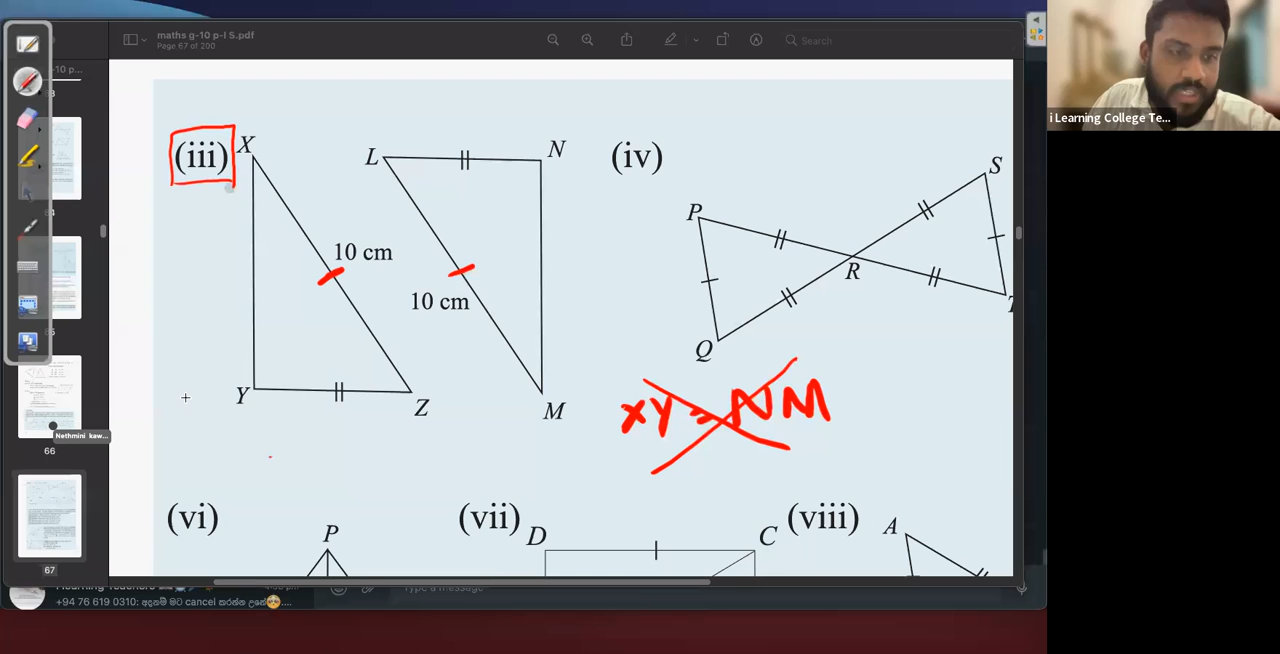 maths g-10 p-I S.pdf
Page 67 of 200
Search
i Learning College Te...
-10 p...
(iii)
X
L
N
(iv)
S
P
10 cm
R
10 cm
Q
Y
Z
M
XY = NM
Nethmini kaw...
66
(vi)
(vii)
(viii)
P
D
C
A
67
Type a message
+94 76 619 0310: අදනම් මට cancel කරන්න උනේ🥺....